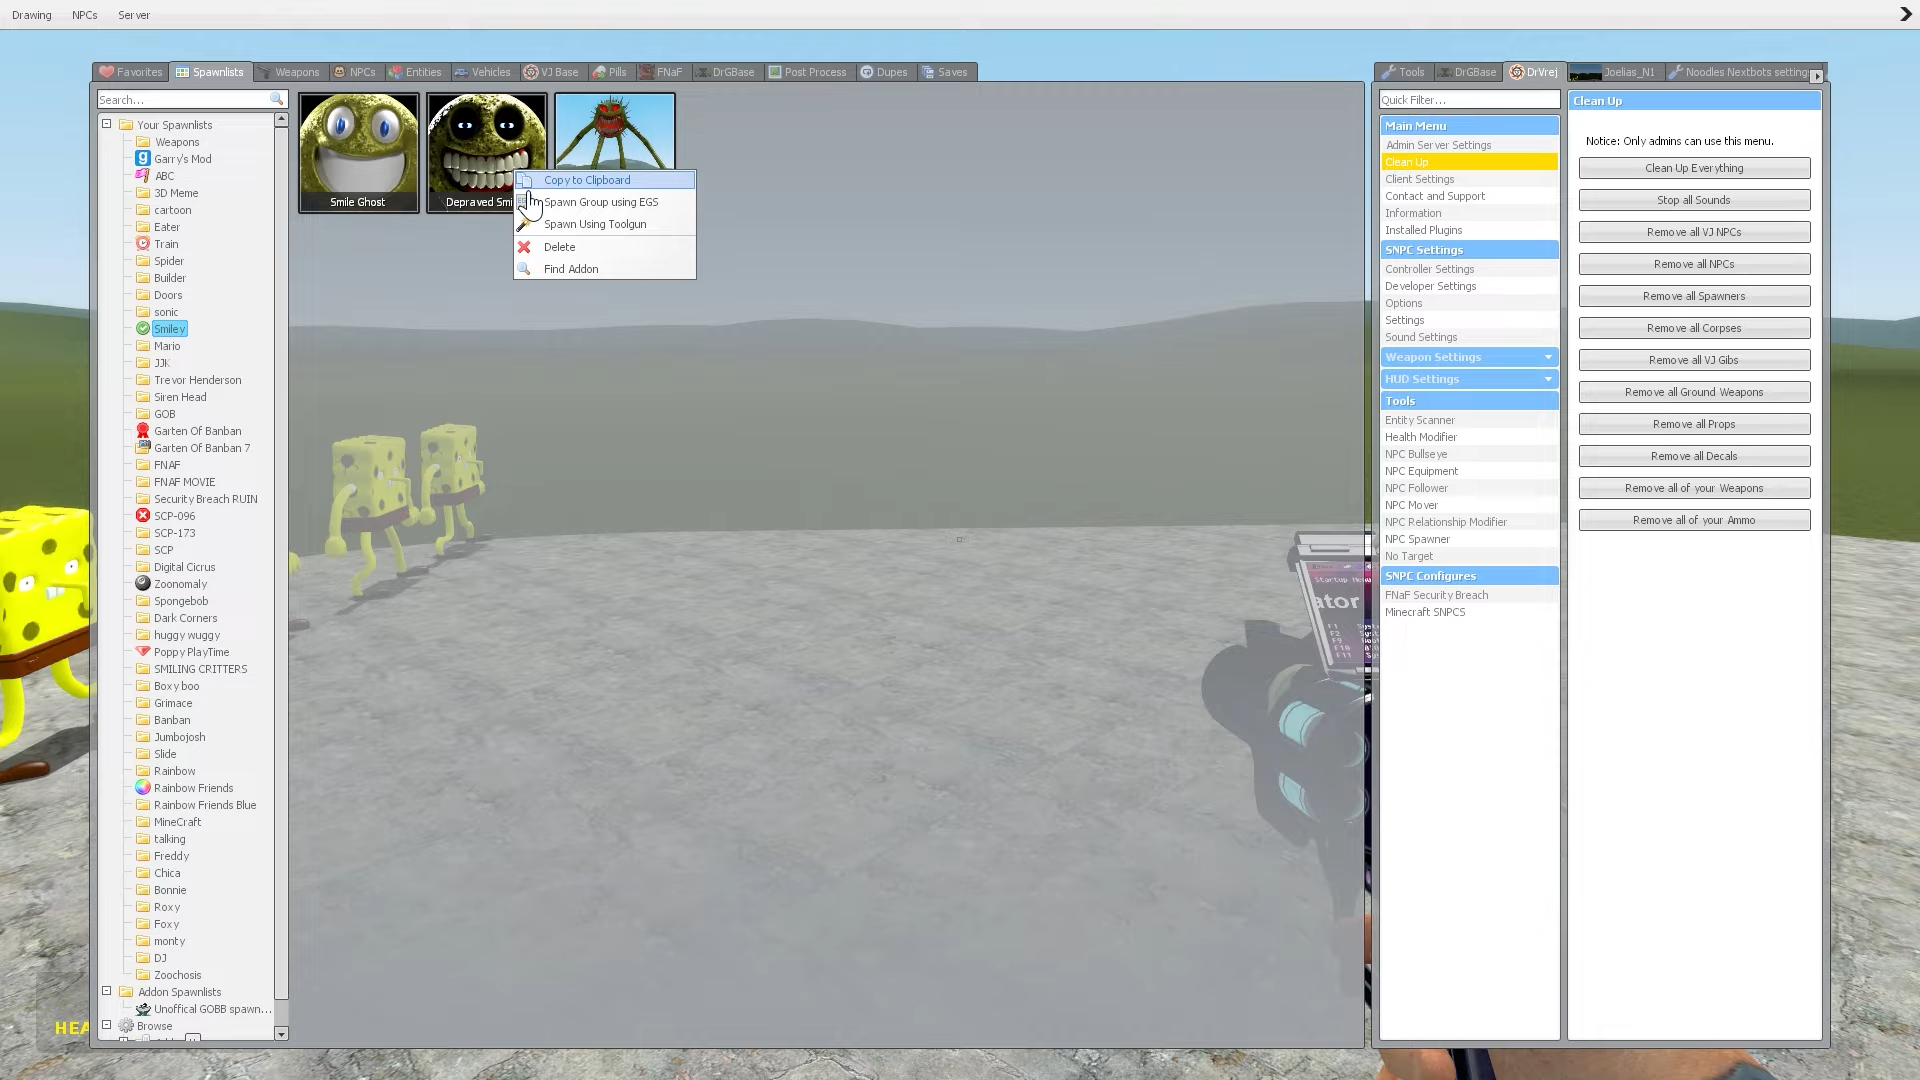 Drawing NPCs Server
Favorites Spawnlists Weapons NPCs Entities Vehicles VJ Base Pills FNaF DrGBase Post Process Dupes Saves
Search...
Your Spawnlists
Weapons
Garry's Mod
ABC
3D Meme
cartoon
Eater
Train
Spider
Builder
Doors
sonic
Smiley
Mario
JJK
Trevor Henderson
Siren Head
GOB
Garten Of Banban
Garten Of Banban 7
FNAF
FNAF MOVIE
Security Breach RUIN
SCP-096
SCP-173
SCP
Digital Cicrus
Zoonomaly
Spongebob
Dark Corners
huggy wuggy
Poppy PlayTime
SMILING CRITTERS
Boxy boo
Grimace
Banban
Jumbojosh
Slide
Rainbow
Rainbow Friends
Rainbow Friends Blue
MineCraft
talking
Freddy
Chica
Bonnie
Roxy
Foxy
monty
DJ
Zoochosis
Addon Spawnlists
Unoffical GOBB spawn...
Browse
HEA
Smile Ghost
Depraved Smi
Copy to Clipboard
Spawn Group using EGS
Spawn Using Toolgun
Delete
Find Addon
Startup Menu
ator
Tools DrGBase DrVrej Joelias_N1 Noodles Nextbots setting
Quick Filter...
Main Menu
Admin Server Settings
Clean Up
Client Settings
Contact and Support
Information
Installed Plugins
SNPC Settings
Controller Settings
Developer Settings
Options
Settings
Sound Settings
Weapon Settings
HUD Settings
Tools
Entity Scanner
Health Modifier
NPC Bullseye
NPC Equipment
NPC Follower
NPC Mover
NPC Relationship Modifier
NPC Spawner
No Target
SNPC Configures
FNaF Security Breach
Minecraft SNPCS
Clean Up
Notice: Only admins can use this menu.
Clean Up Everything
Stop all Sounds
Remove all VJ NPCs
Remove all NPCs
Remove all Spawners
Remove all Corpses
Remove all VJ Gibs
Remove all Ground Weapons
Remove all Props
Remove all Decals
Remove all of your Weapons
Remove all of your Ammo